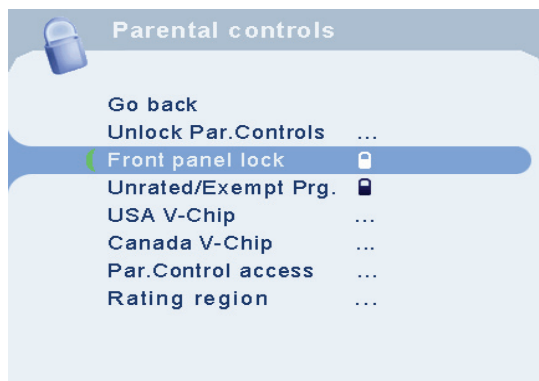 Parental controls
Go back
Unlock Par.Controls ...
Front panel lock
Unrated/Exempt Prg.
USA V-Chip ...
Canada V-Chip ...
Par.Control access ...
Rating region ...